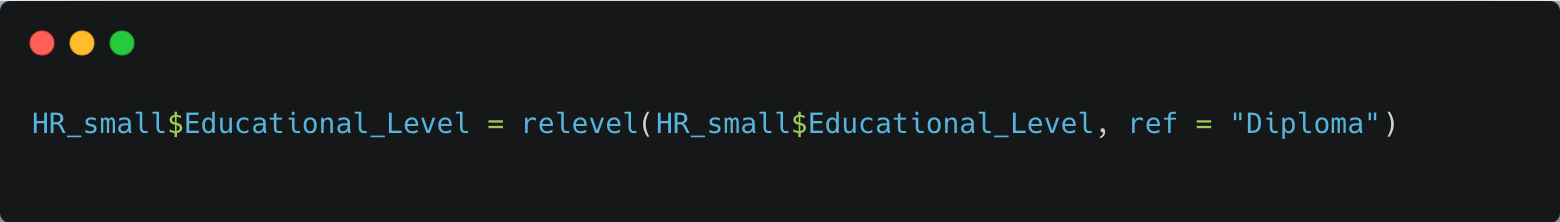 HR_small$Educational_Level = relevel(HR_small$Educational_Level, ref = "Diploma")